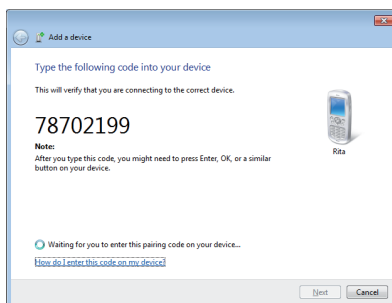 Add a device
Type the following code into your device
This will verify that you are connecting to the correct device.
78702199
Note:
After you type this code, you might need to press Enter, OK, or a similar
button on your device.
Rita
Waiting for you to enter this pairing code on your device...
How do I enter this code on my device?
Next Cancel